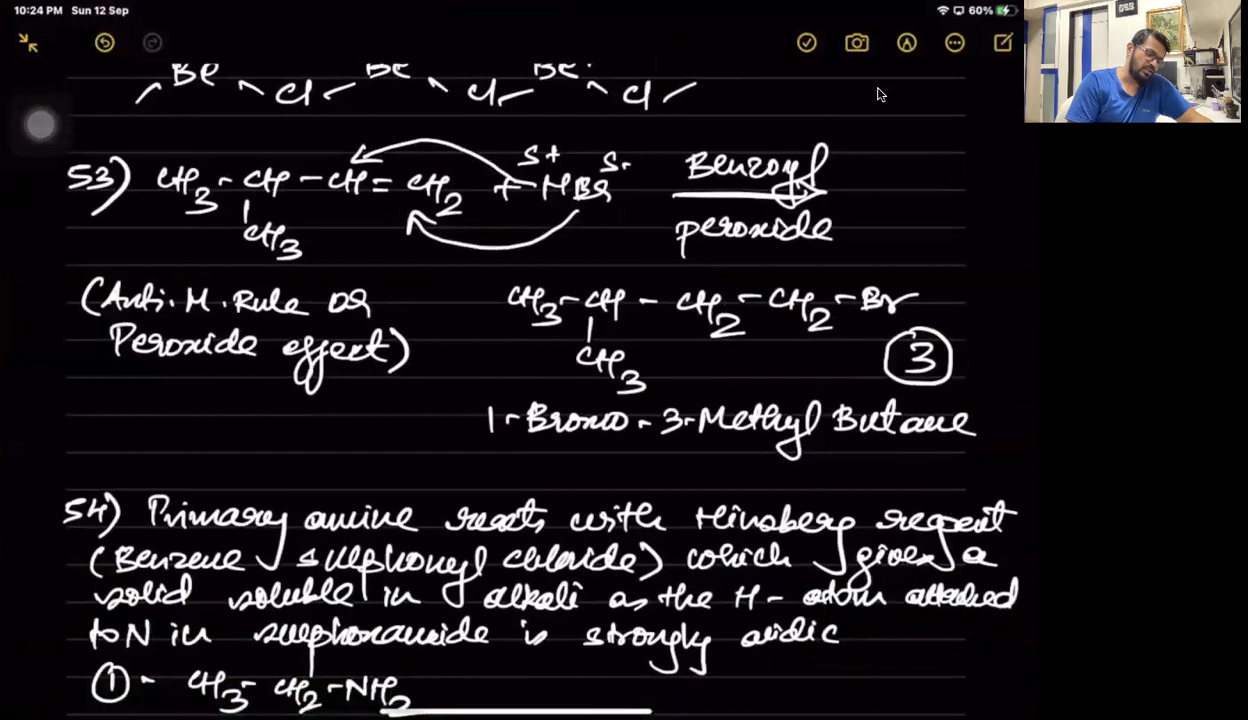 10:24 PM Sun 12 Sep 60%
Be Cl Be Cl Be Cl
53) CH3 - CH - CH = CH2 + HBr Benzoyl peroxide
δ+ δ-
CH3
(Anti. M. Rule OR
Peroxide effect)
CH3 - CH - CH2 - CH2 - Br
CH3
3
1 - Bromo - 3 - Methyl Butane
54) Primary amine reacts with Hinsberg regent
(Benzene sulphonyl chloride) which gives a
solid soluble in alkali as the H - atom attached
to N in sulphonamide is strongly acidic
1 - CH3 - CH2 - NH2